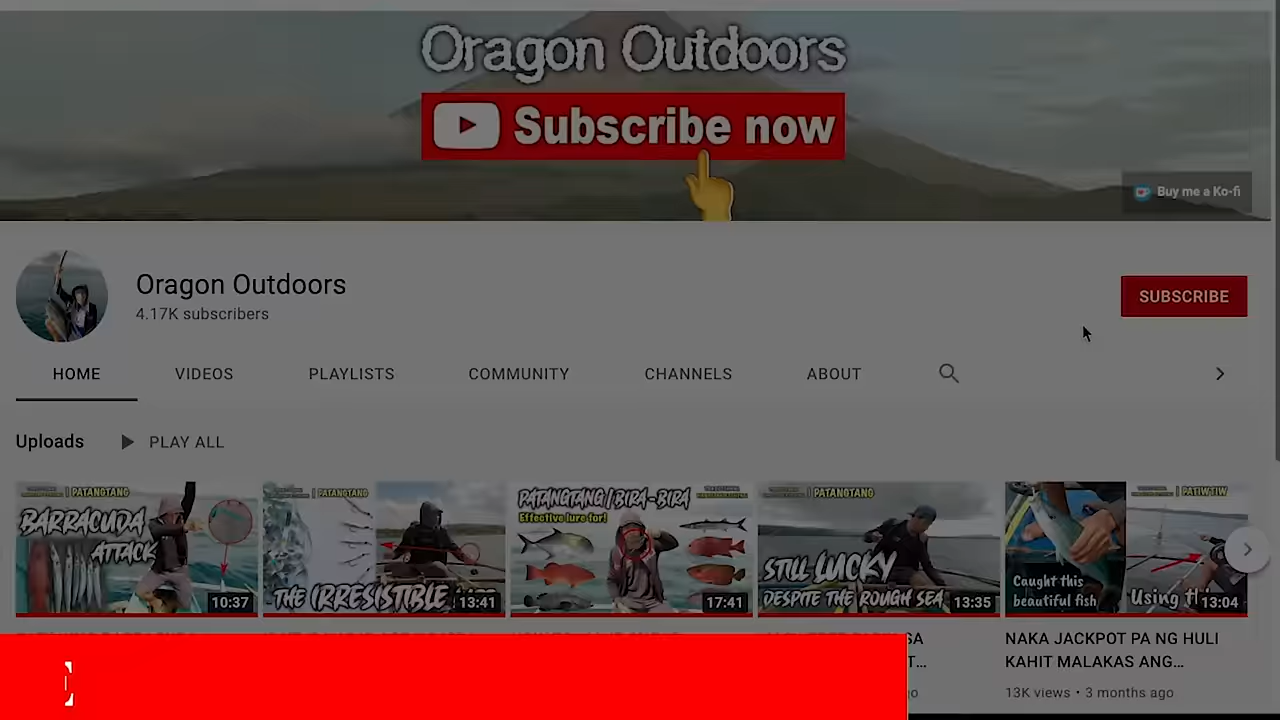 Oragon Outdoors
Subscribe now
Buy me a Ko-fi
Oragon Outdoors
4.17K subscribers
SUBSCRIBE
HOME VIDEOS PLAYLISTS COMMUNITY CHANNELS ABOUT
Uploads PLAY ALL
| PATANGTANG
BARRACUDA
ATTACK
10:37
| PATANGTANG
THE IRRESISTIBLE
13:41
PATANGTANG / BIRA-BIRA
Effective lure for!
17:41
| PATANGTANG
STILL LUCKY
DESPITE THE ROUGH SEA
13:35
| PATIWTIW
Caught this
beautiful fish
Using
13:04
NAKA JACKPOT PA NG HULI
KAHIT MALAKAS ANG…
13K views • 3 months ago